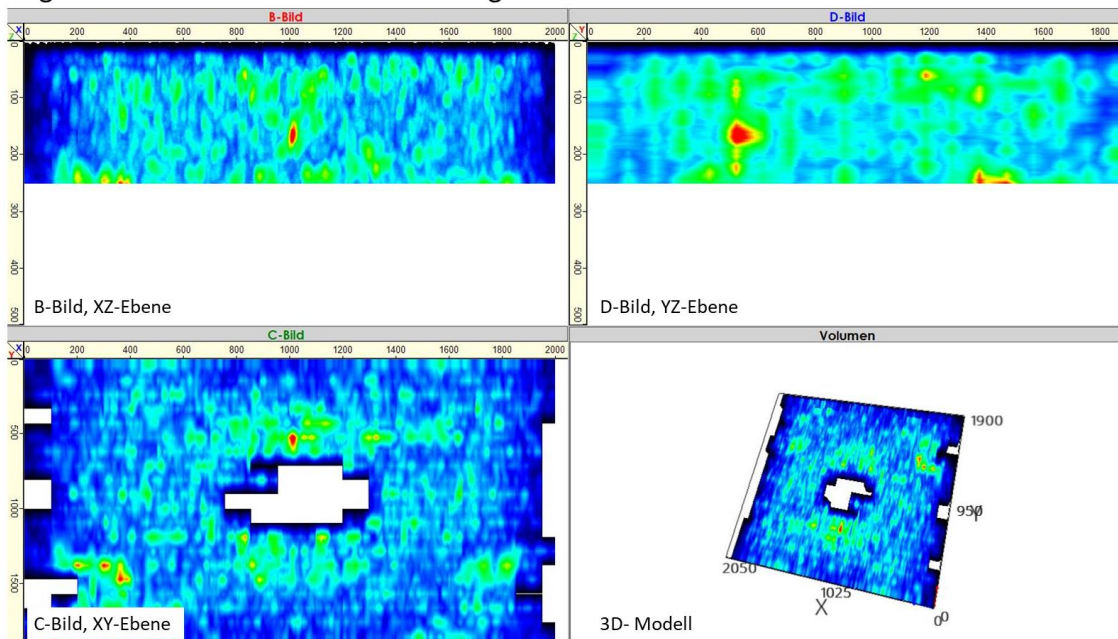 B-Bild
X
Z
0 200 400 600 800 1000 1200 1400 1600 1800 2000
0
100
200
300
400
500
B-Bild, XZ-Ebene
D-Bild
Y
Z
0 200 400 600 800 1000 1200 1400 1600 1800
0
100
200
300
400
500
D-Bild, YZ-Ebene
C-Bild
X
Y
0 200 400 600 800 1000 1200 1400 1600 1800 2000
0
500
1000
1500
C-Bild, XY-Ebene
Volumen
1900
950
2050
1025
X
0
0
3D- Modell